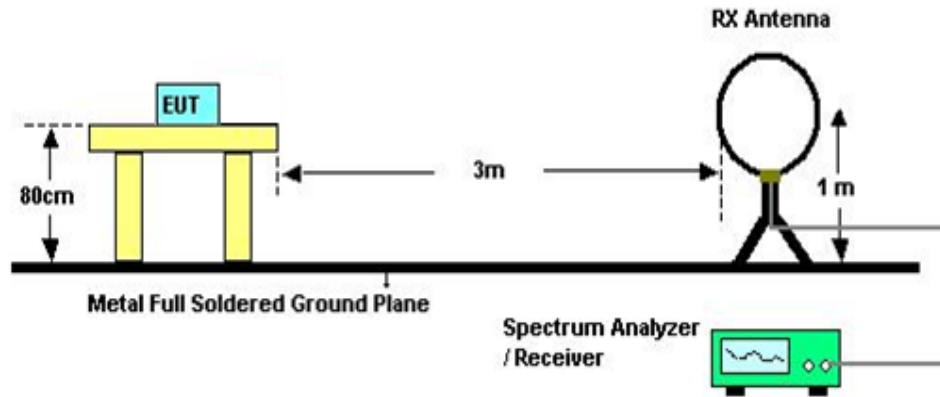 RX Antenna
EUT
3m
80cm
1 m
Metal Full Soldered Ground Plane
Spectrum Analyzer
/ Receiver